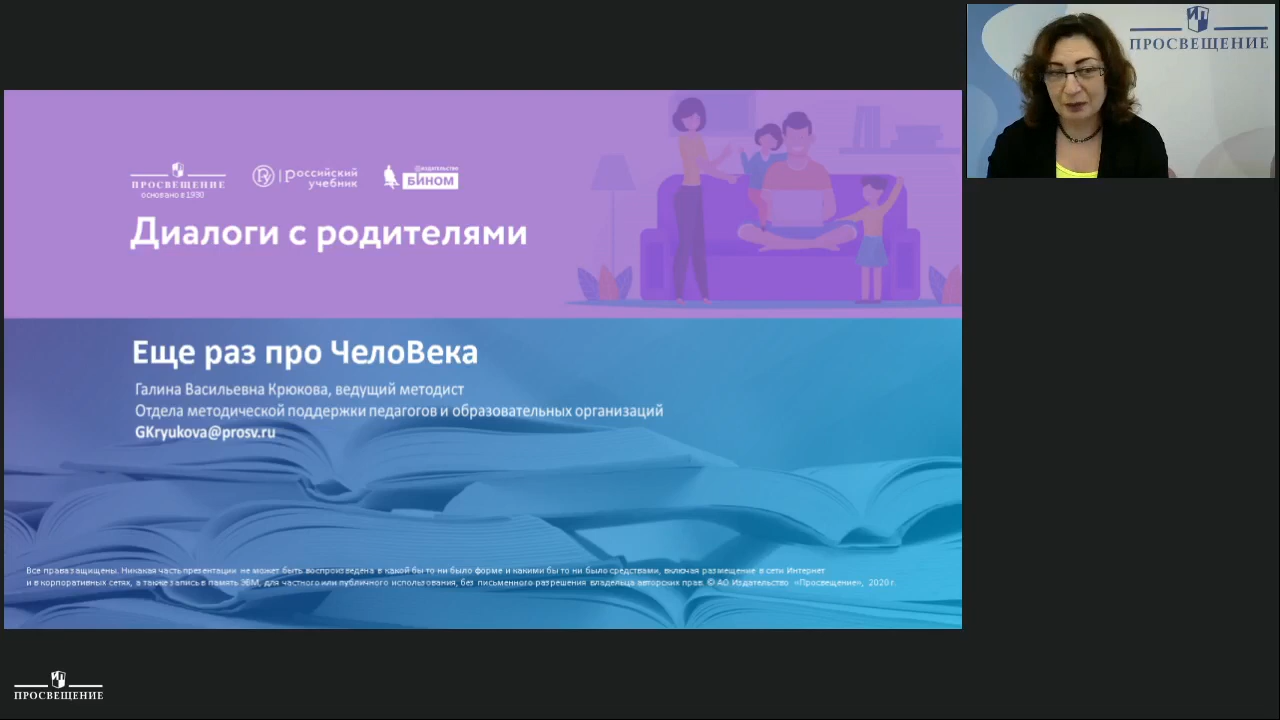 ПРОСВЕЩЕНИЕ
ПРОСВЕЩЕНИЕ
основано в 1930
российский
учебник
издательство
БИНОМ
Диалоги с родителями
Еще раз про ЧелоВека
Галина Васильевна Крюкова, ведущий методист
Отдела методической поддержки педагогов и образовательных организаций
GKryukova@prosv.ru
Все права защищены. Никакая часть презентации не может быть воспроизведена в какой бы то ни было форме и какими бы то ни было средствами, включая размещение в сети Интернет
и в корпоративных сетях, а также запись в память ЭВМ, для частного или публичного использования, без письменного разрешения владельца авторских прав. © АО Издательство «Просвещение», 2020 г.
ПРОСВЕЩЕНИЕ